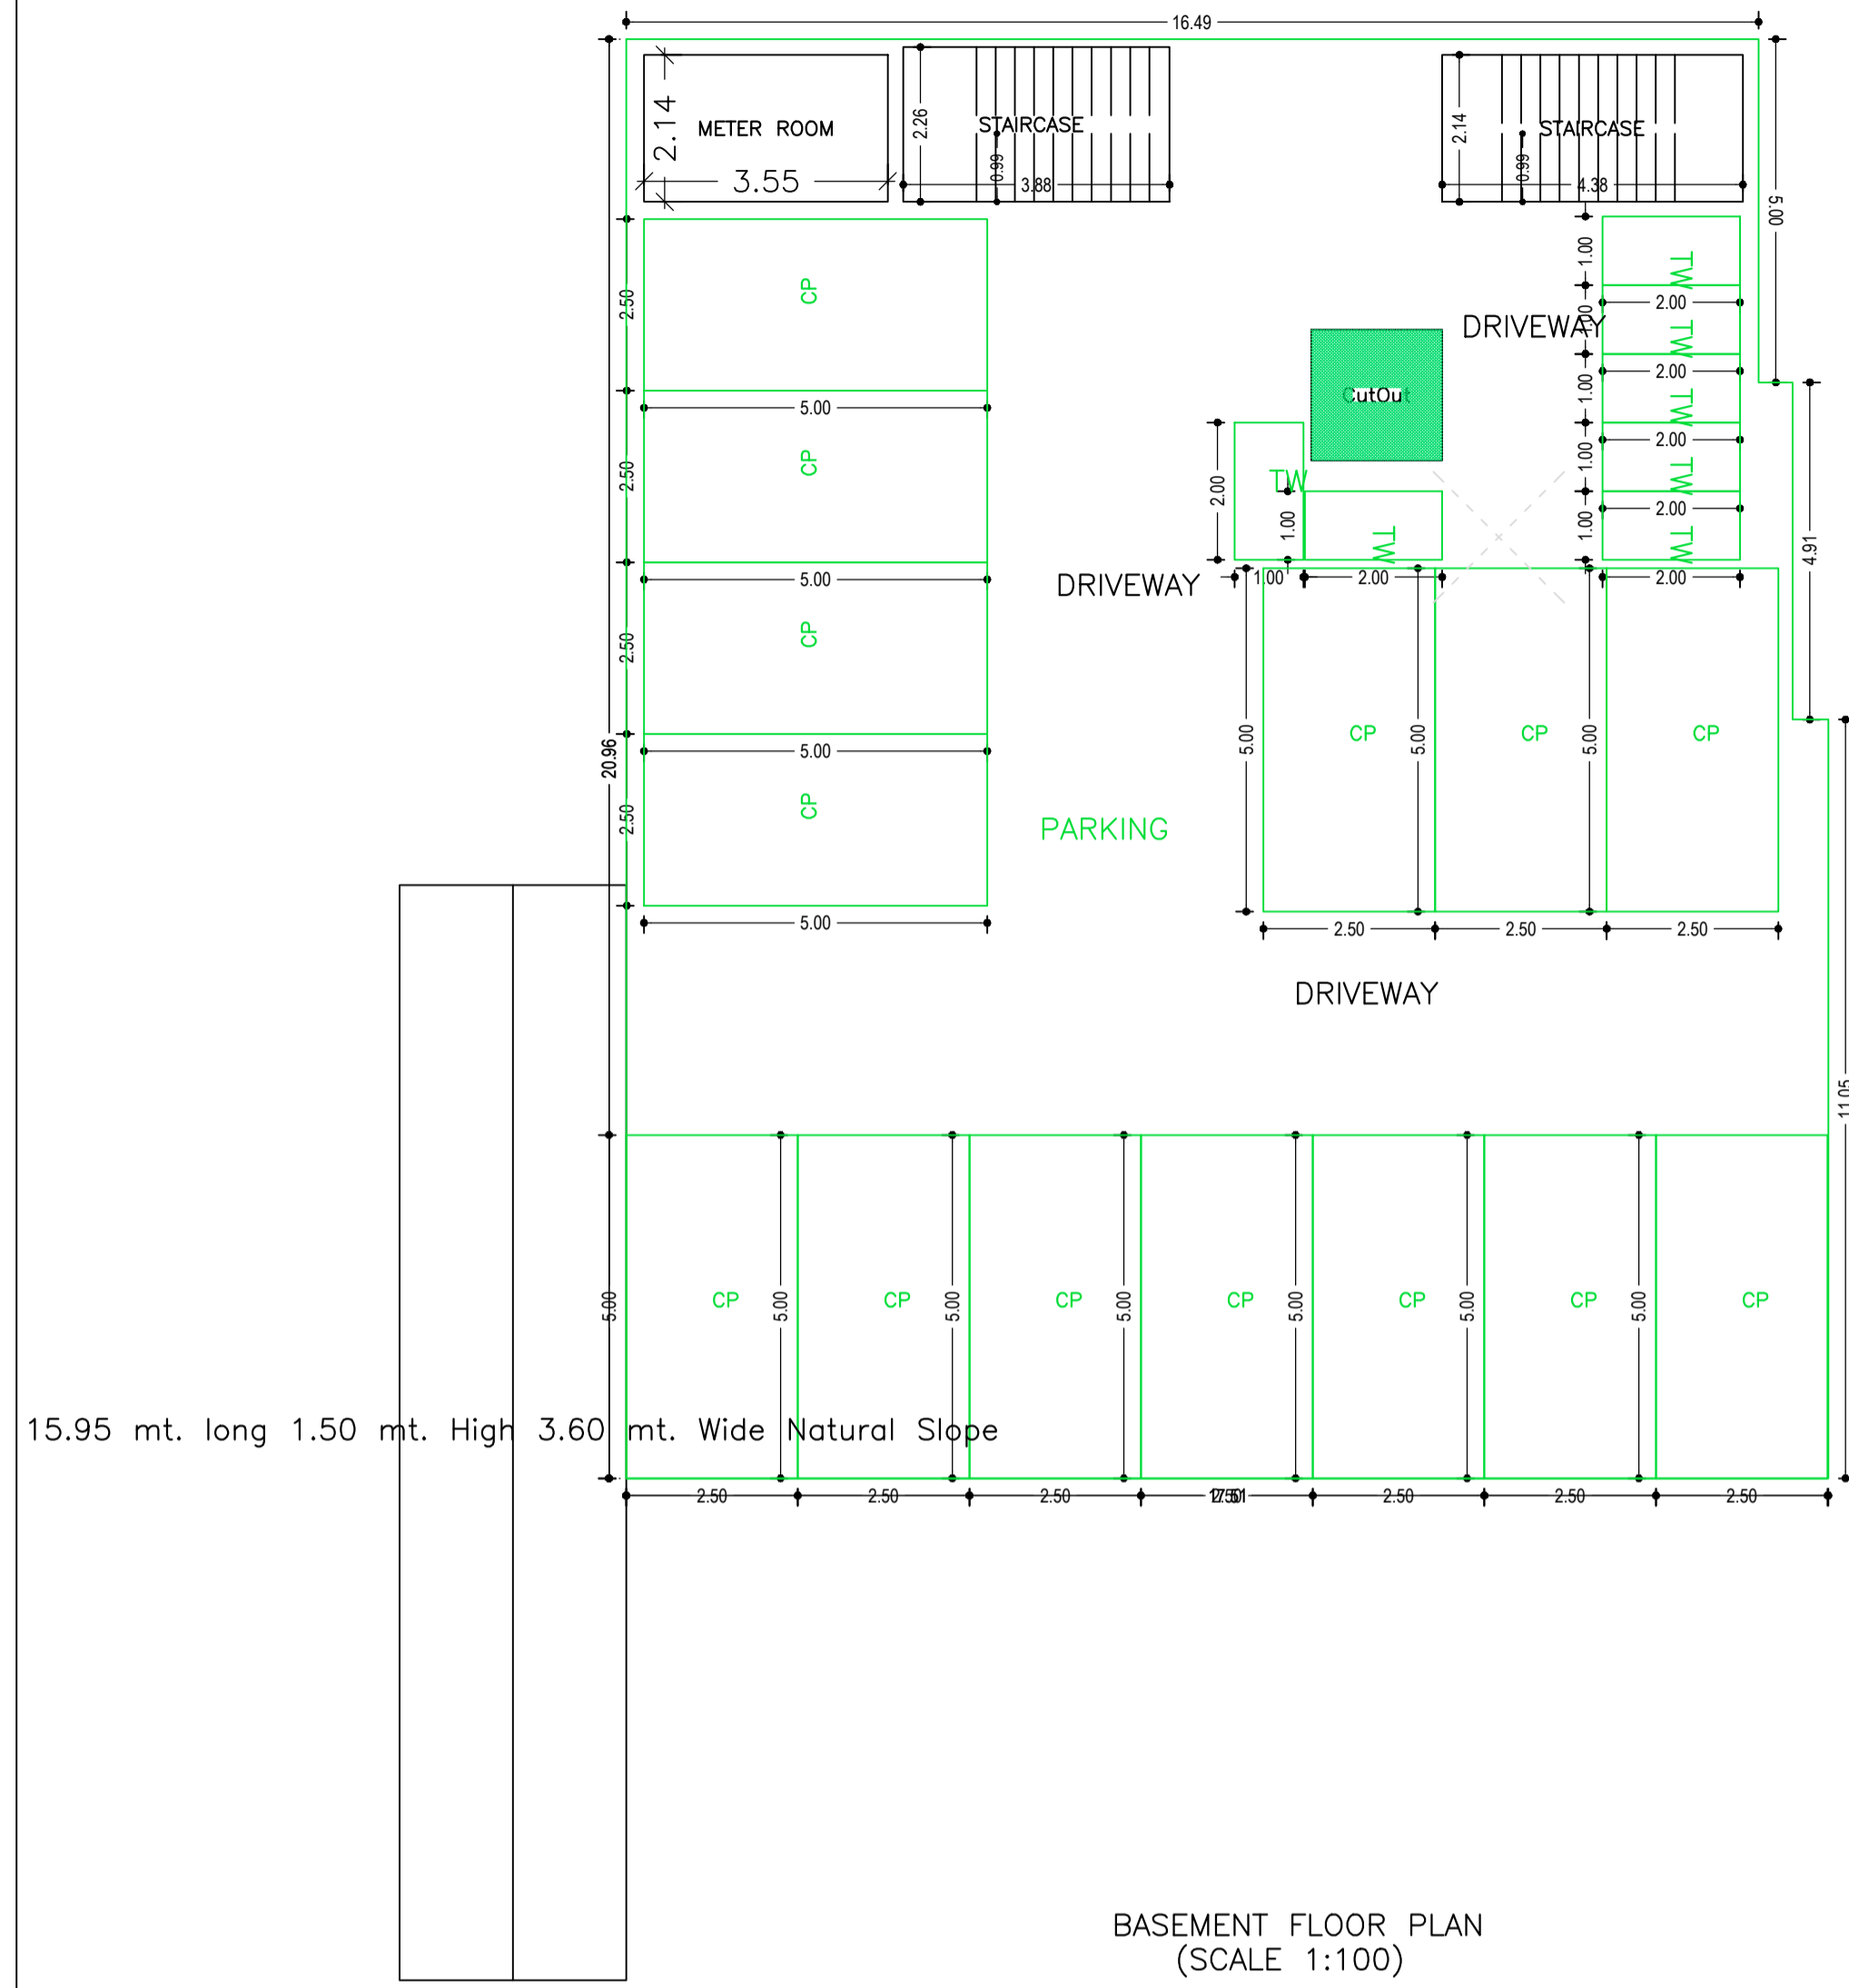 16.49
METER ROOM
2.14
3.55
STAIRCASE
2.26
0.99
3.88
STAIRCASE
2.14
0.99
4.38
5.00
CP
2.50
5.00
CP
2.50
5.00
CP
2.50
5.00
CP
2.50
5.00
20.96
DRIVEWAY
CutOut
TW
1.00
2.00
TW
1.00
2.00
TW
1.00
2.00
TW
1.00
2.00
TW
1.00
2.00
4.91
TW
2.00
1.00
TW
1.00
2.00
DRIVEWAY
5.00
CP
5.00
CP
5.00
CP
2.50
2.50
2.50
PARKING
DRIVEWAY
11.05
5.00
CP
5.00
CP
5.00
CP
5.00
CP
5.00
CP
5.00
CP
5.00
CP
15.95 mt. long 1.50 mt. High 3.60 mt. Wide Natural Slope
2.50
2.50
2.50
2.50
17.51
2.50
2.50
2.50
BASEMENT FLOOR PLAN
(SCALE 1:100)